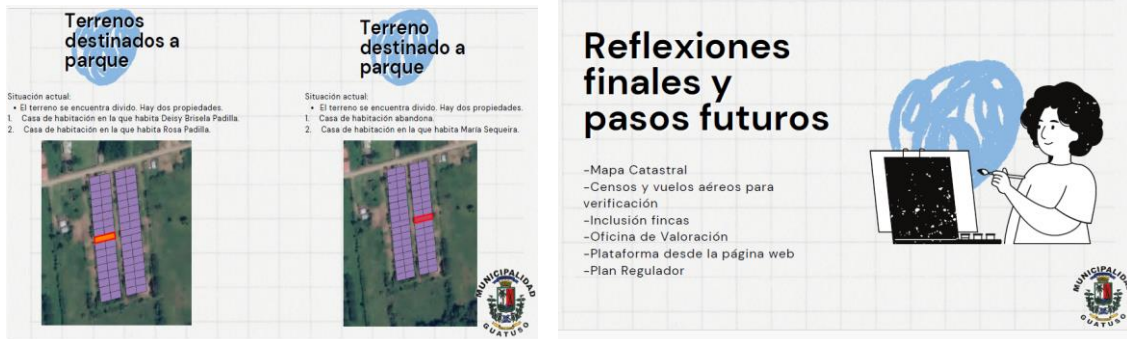 Terrenos
destinados a
parque
Situación actual:
• El terreno se encuentra divido. Hay dos propiedades.
1. Casa de habitación en la que habita Deisy Brisela Padilla.
2. Casa de habitación en la que habita Rosa Padilla.
Terreno
destinado a
parque
Situación actual:
• El terreno se encuentra divido. Hay dos propiedades.
1. Casa de habitación abandona.
2. Casa de habitación en la que habita María Sequeira.
MUNICIPALIDAD
GUATUSO
Reflexiones
finales y
pasos futuros
-Mapa Catastral
-Censos y vuelos aéreos para
verificación
-Inclusión fincas
-Oficina de Valoración
-Plataforma desde la página web
-Plan Regulador
MUNICIPALIDAD
GUATUSO